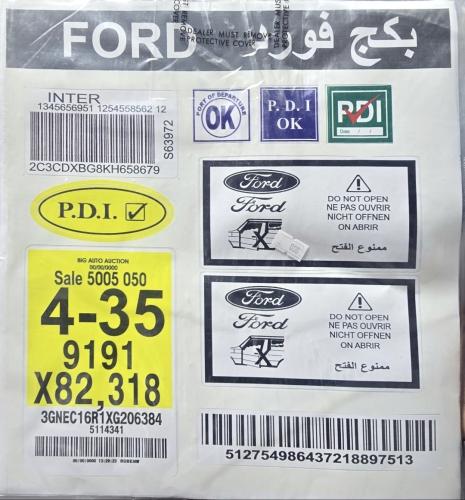 DEALER MUST REMOVE
PROTECTIVE COVER
FORD بكج فورد
INTER
1345656951 1254558562 12
2C3CDXBG8KH658679
S63972
PORT OF DEPARTURE
OK
P. D. I
OK
PDI
Date / /
P.D.I.
Ford
Ford
DO NOT OPEN
NE PAS OUVRIR
NICHT OFFNEN
ON ABRIR
ممنوع الفتح
BIG AUTO AUCTION
00/00/0000
Sale 5005 050
4-35
9191
X82,318
3GNEC16R1XG206384
5114341
Ford
Ford
DO NOT OPEN
NE PAS OUVRIR
NICHT OFFNEN
ON ABRIR
ممنوع الفتح
512754986437218897513